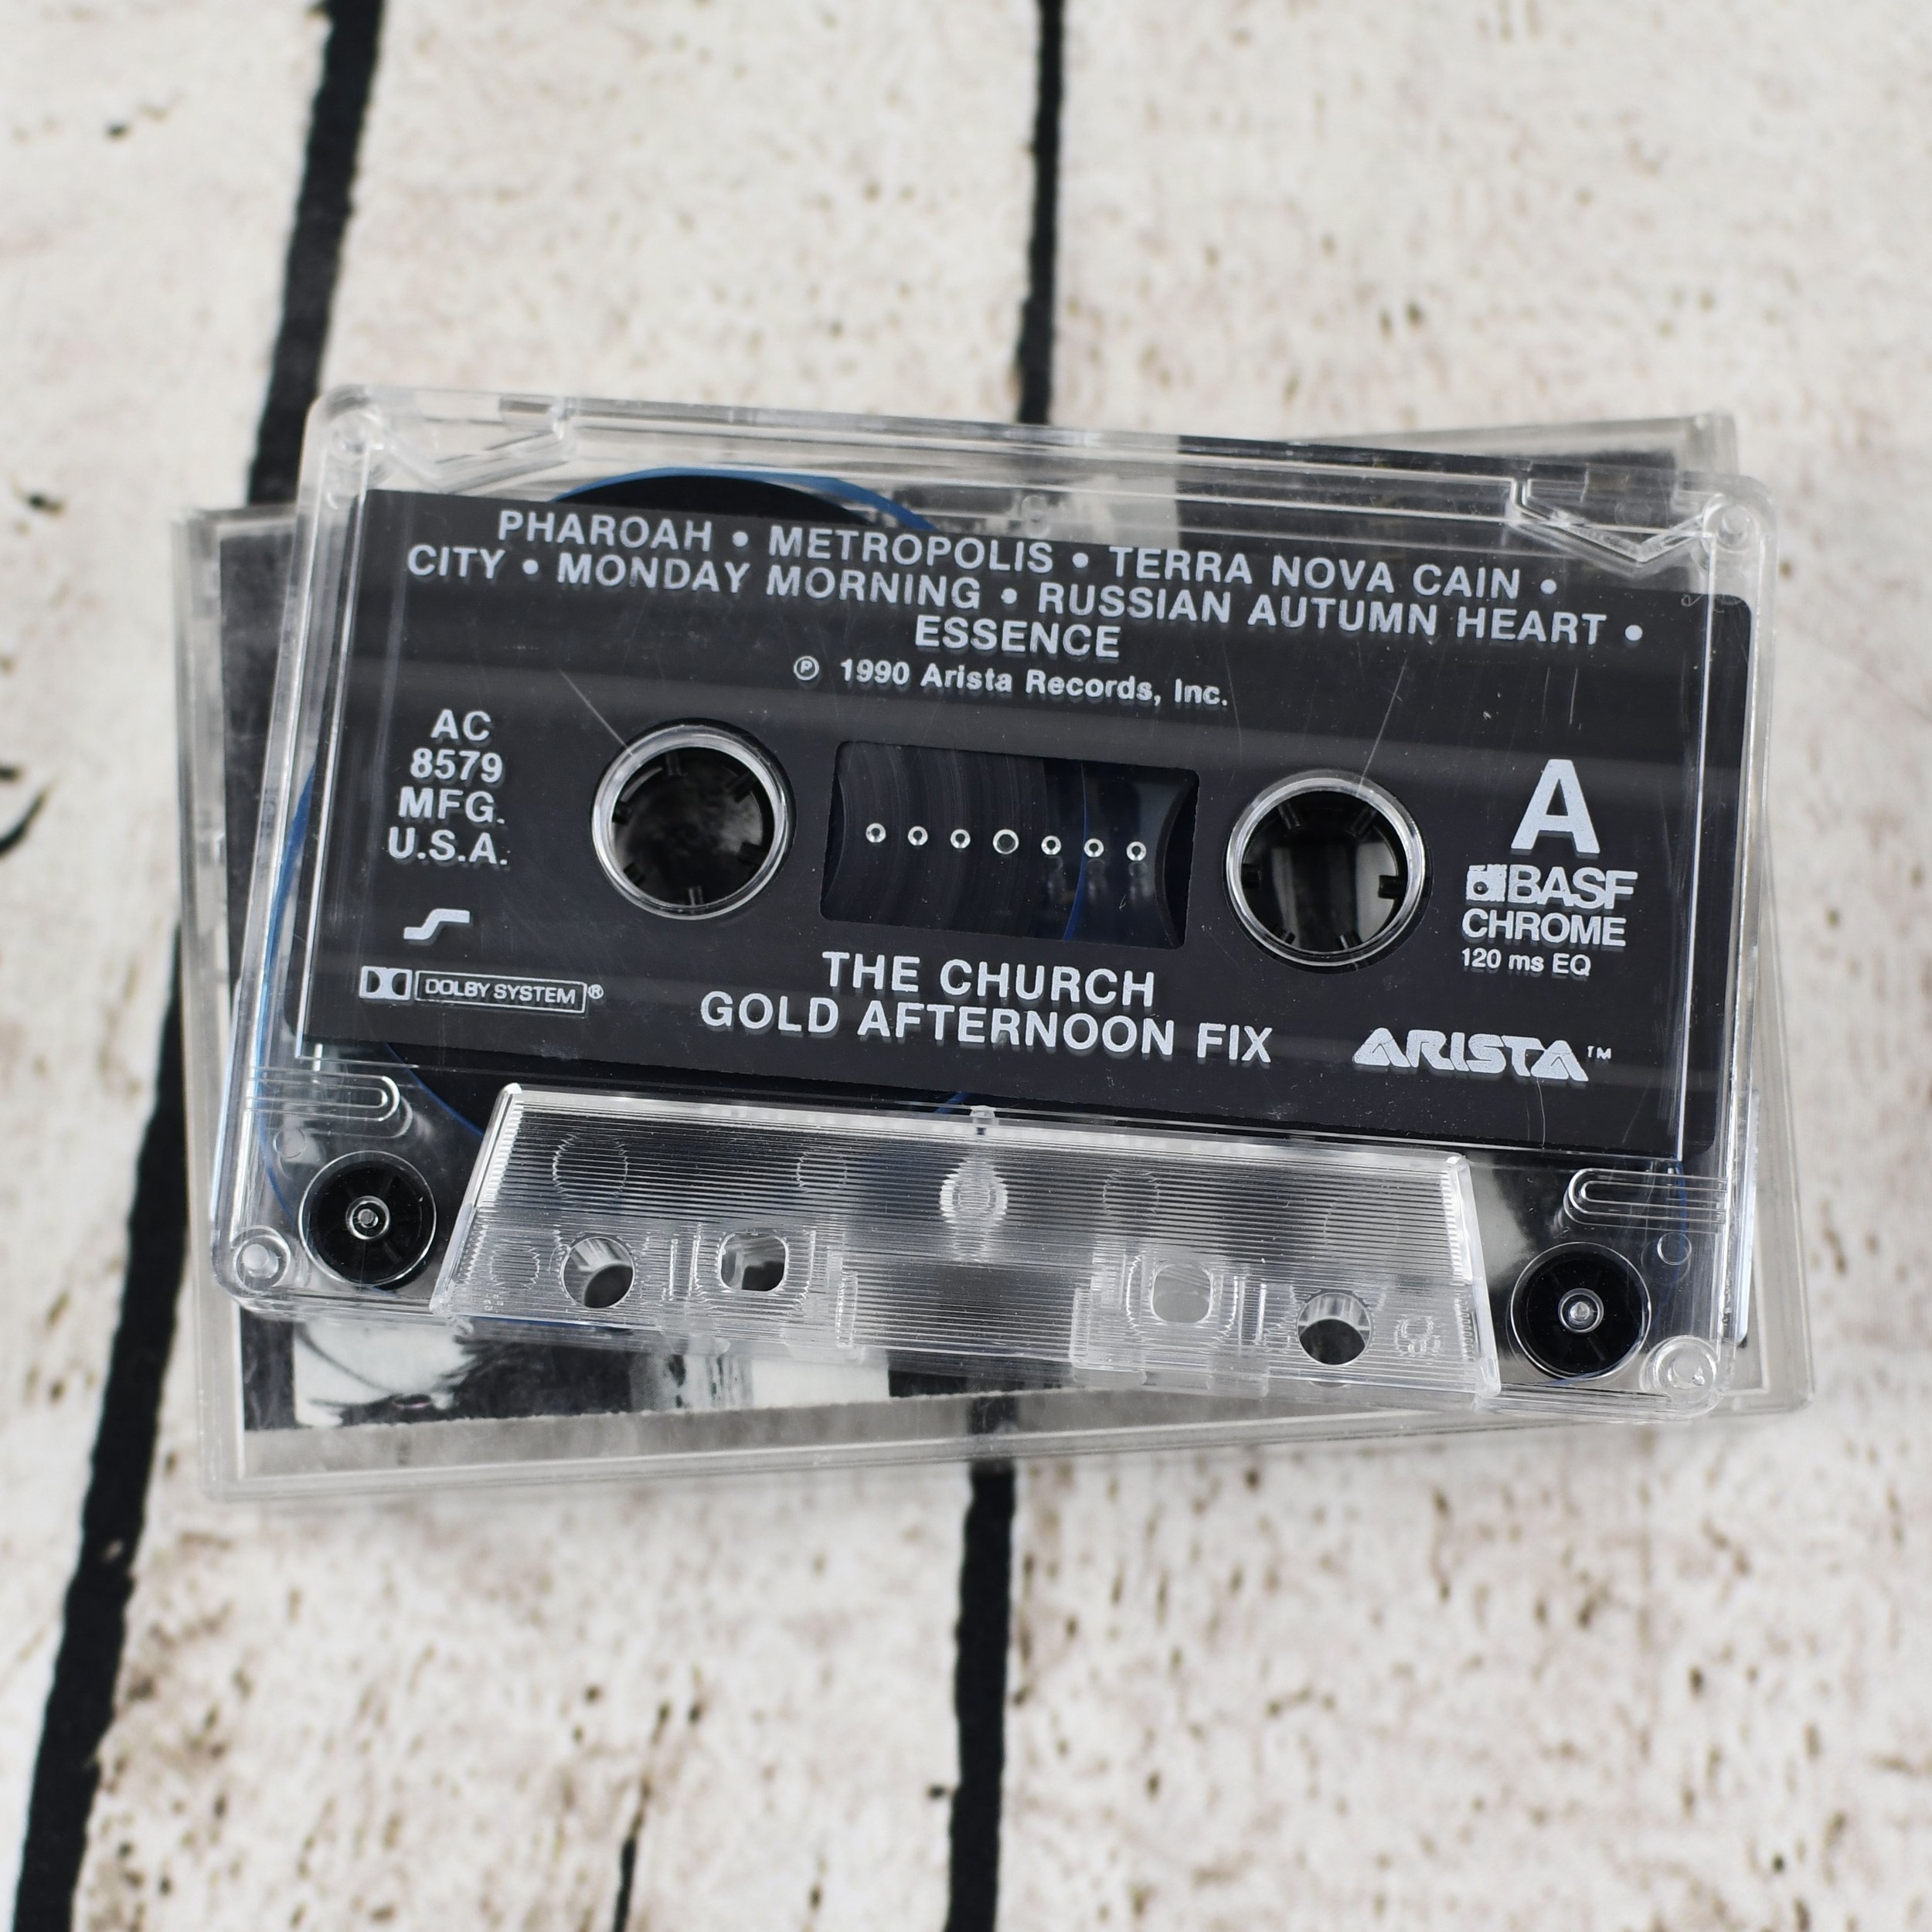 PHAROAH • METROPOLIS • TERRA NOVA CAIN •
CITY • MONDAY MORNING • RUSSIAN AUTUMN HEART •
ESSENCE
℗ 1990 Arista Records, Inc.
AC
8579
MFG.
U.S.A.
DOLBY SYSTEM®
A
BASF
CHROME
120 ms EQ
THE CHURCH
GOLD AFTERNOON FIX
ARISTA™